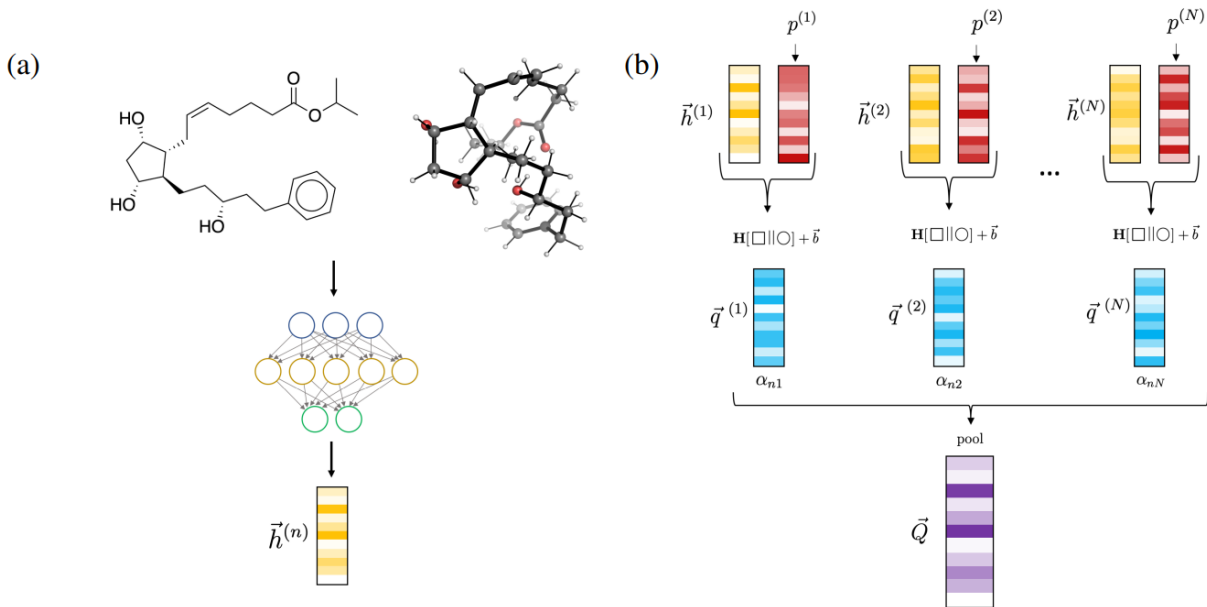 (a)
O
O
HO
HO
HO
h⃗⁽ⁿ⁾
(b)
p⁽¹⁾ p⁽²⁾ p⁽ᴺ⁾
h⃗⁽¹⁾ h⃗⁽²⁾ ... h⃗⁽ᴺ⁾
H[□||○] + b⃗ H[□||○] + b⃗ H[□||○] + b⃗
q⃗ ⁽¹⁾ q⃗ ⁽²⁾ q⃗ ⁽ᴺ⁾
αn1 αn2 αnN
pool
Q⃗